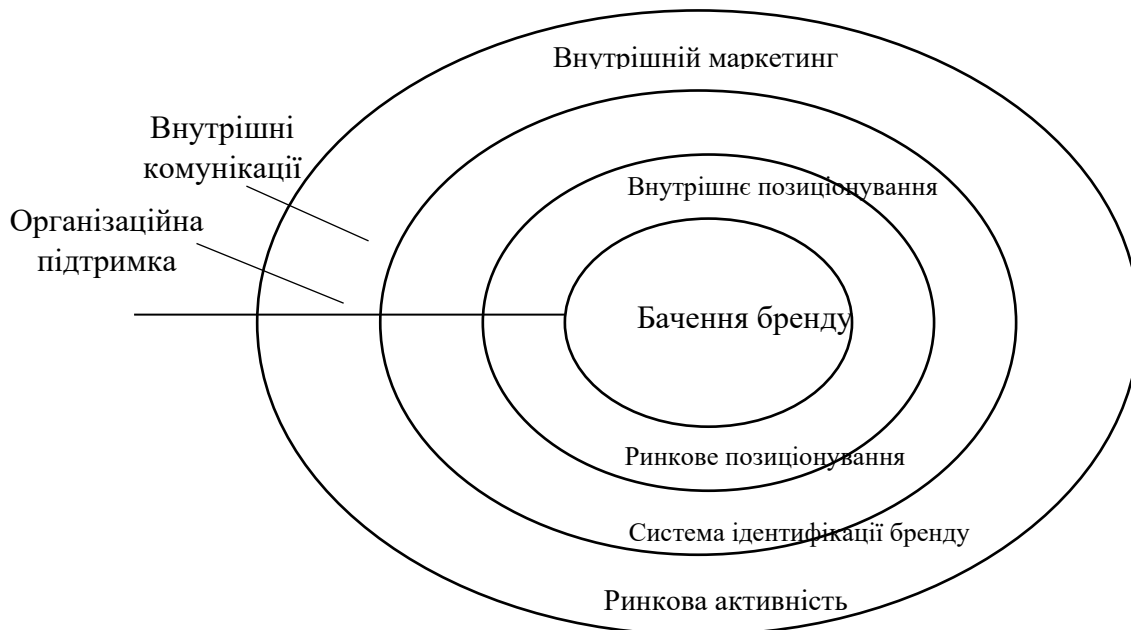 Внутрішній маркетинг
Внутрішні
комунікації
Внутрішнє позиціонування
Організаційна
підтримка
Бачення бренду
Ринкове позиціонування
Система ідентифікації бренду
Ринкова активність